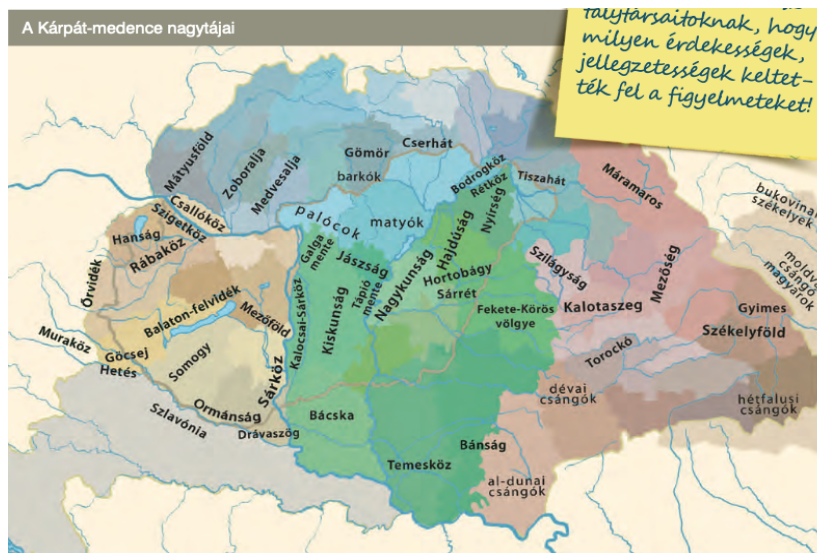 A Kárpát-medence nagytájai
hogy
milyen érdekességek,
jellegzetességek keltet-
ték fel a figyelmeteket!
Mátyusföld
Zoboralja
Medvesalja
Gömör
barkók
Cserhát
Bodrogköz
Rétköz
Nyírség
Tiszahát
Máramaros
bukovinai
székelyek
moldvai
csángó
magyarok
Csallóköz
Szigetköz
Hanság
Rábaköz
palócok
matyók
Galga
mente
Jászság
Tápió
mente
Nagykunság
Hajdúság
Hortobágy
Sárrét
Szilágyság
Kalotaszeg
Mezőség
Gyimes
Székelyföld
Őrvidék
Balaton-felvidék
Mezőföld
Kalocsai-Sárköz
Kiskunság
Fekete-Körös
völgye
Torockó
Muraköz
Göcsej
Hetés
Somogy
Sárköz
Ormánság
Szlavónia
Drávaszög
Bácska
dévai
csángók
hétfalusi
csángók
Bánság
Temesköz
al-dunai
csángók